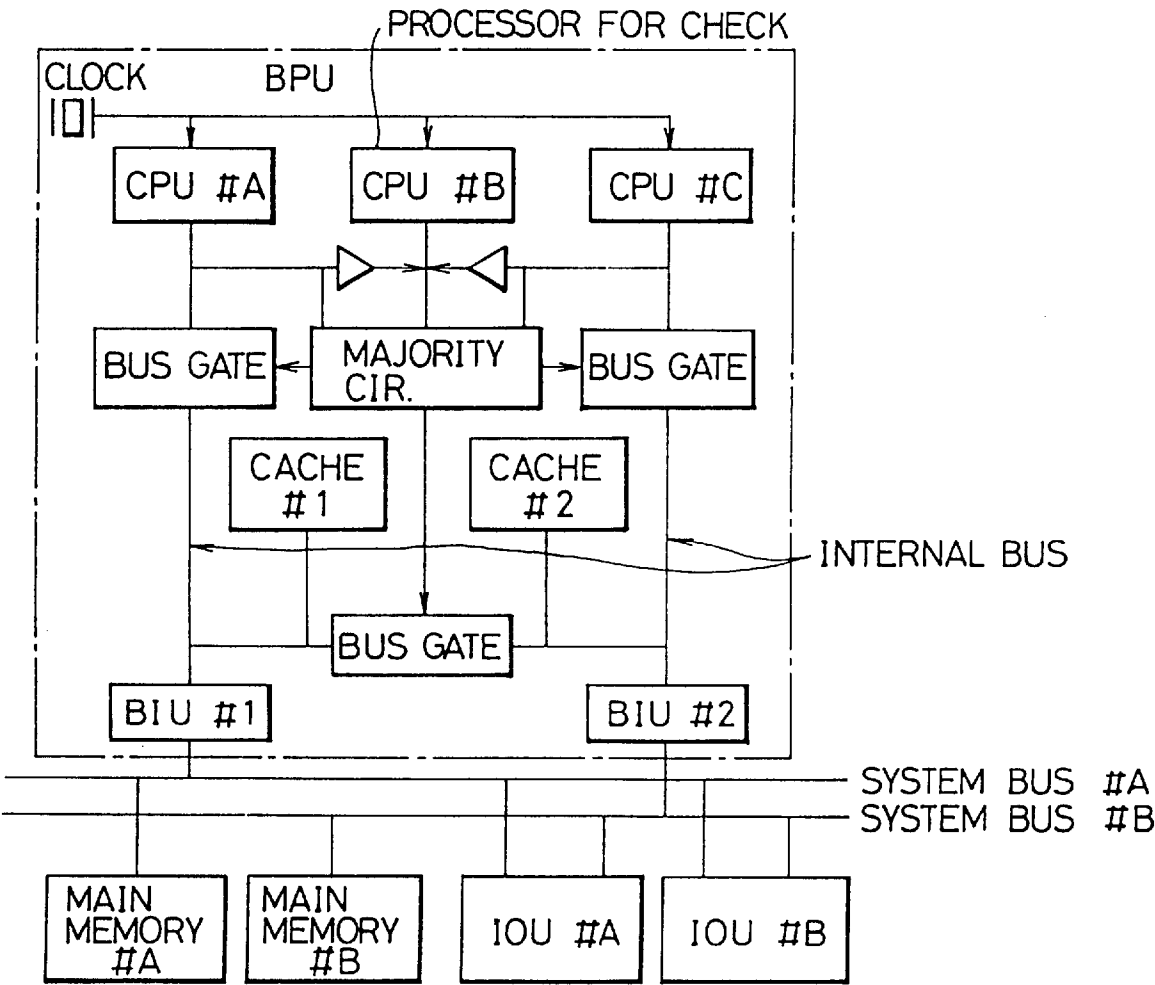 PROCESSOR FOR CHECK
CLOCK
BPU
CPU #A
CPU #B
CPU #C
BUS GATE
MAJORITY
CIR.
BUS GATE
CACHE
#1
CACHE
#2
INTERNAL BUS
BUS GATE
BIU #1
BIU #2
SYSTEM BUS #A
SYSTEM BUS #B
MAIN
MEMORY
#A
MAIN
MEMORY
#B
IOU #A
IOU #B